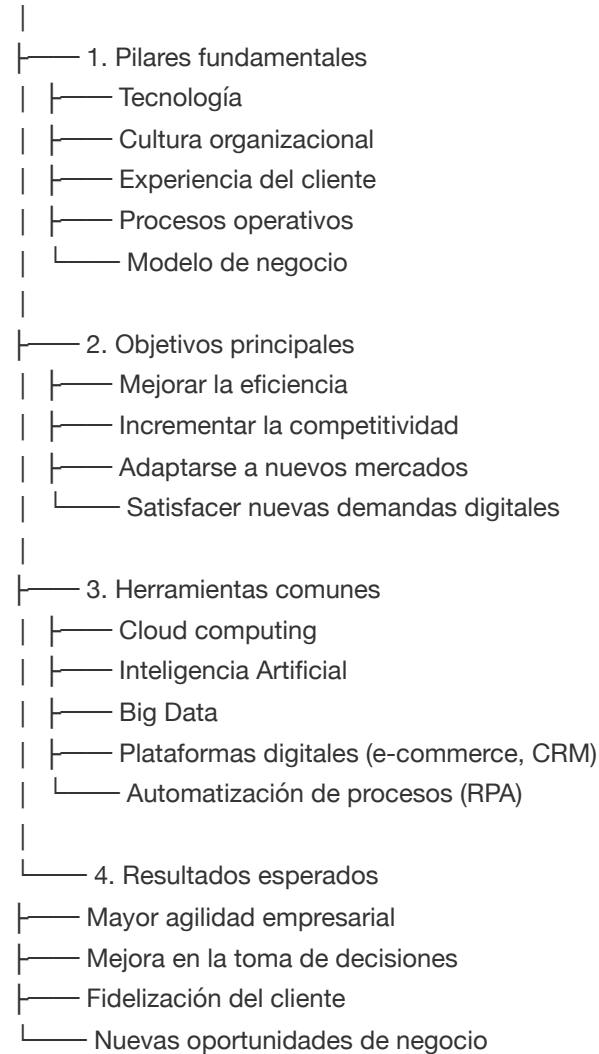 │
├── 1. Pilares fundamentales
│ ├── Tecnología
│ ├── Cultura organizacional
│ ├── Experiencia del cliente
│ ├── Procesos operativos
│ └── Modelo de negocio
│
├── 2. Objetivos principales
│ ├── Mejorar la eficiencia
│ ├── Incrementar la competitividad
│ ├── Adaptarse a nuevos mercados
│ └── Satisfacer nuevas demandas digitales
│
├── 3. Herramientas comunes
│ ├── Cloud computing
│ ├── Inteligencia Artificial
│ ├── Big Data
│ ├── Plataformas digitales (e-commerce, CRM)
│ └── Automatización de procesos (RPA)
│
└── 4. Resultados esperados
├── Mayor agilidad empresarial
├── Mejora en la toma de decisiones
├── Fidelización del cliente
└── Nuevas oportunidades de negocio